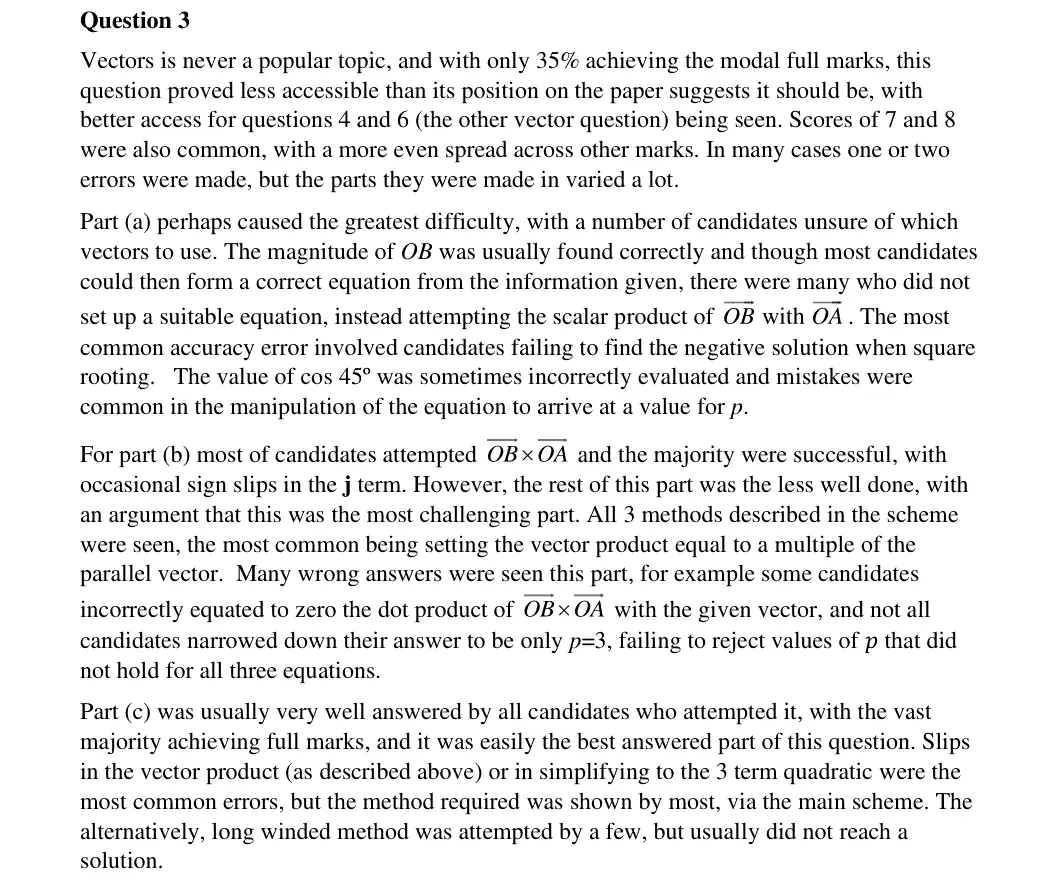 Question 3
Vectors is never a popular topic, and with only 35% achieving the modal full marks, this
question proved less accessible than its position on the paper suggests it should be, with
better access for questions 4 and 6 (the other vector question) being seen. Scores of 7 and 8
were also common, with a more even spread across other marks. In many cases one or two
errors were made, but the parts they were made in varied a lot.
Part (a) perhaps caused the greatest difficulty, with a number of candidates unsure of which
vectors to use. The magnitude of OB was usually found correctly and though most candidates
could then form a correct equation from the information given, there were many who did not
set up a suitable equation, instead attempting the scalar product of $\overrightarrow{OB}$ with $\overrightarrow{OA}$ . The most
common accuracy error involved candidates failing to find the negative solution when square
rooting. The value of cos 45º was sometimes incorrectly evaluated and mistakes were
common in the manipulation of the equation to arrive at a value for p.
For part (b) most of candidates attempted $\overrightarrow{OB} \times \overrightarrow{OA}$ and the majority were successful, with
occasional sign slips in the j term. However, the rest of this part was the less well done, with
an argument that this was the most challenging part. All 3 methods described in the scheme
were seen, the most common being setting the vector product equal to a multiple of the
parallel vector. Many wrong answers were seen this part, for example some candidates
incorrectly equated to zero the dot product of $\overrightarrow{OB} \times \overrightarrow{OA}$ with the given vector, and not all
candidates narrowed down their answer to be only p=3, failing to reject values of p that did
not hold for all three equations.
Part (c) was usually very well answered by all candidates who attempted it, with the vast
majority achieving full marks, and it was easily the best answered part of this question. Slips
in the vector product (as described above) or in simplifying to the 3 term quadratic were the
most common errors, but the method required was shown by most, via the main scheme. The
alternatively, long winded method was attempted by a few, but usually did not reach a
solution.